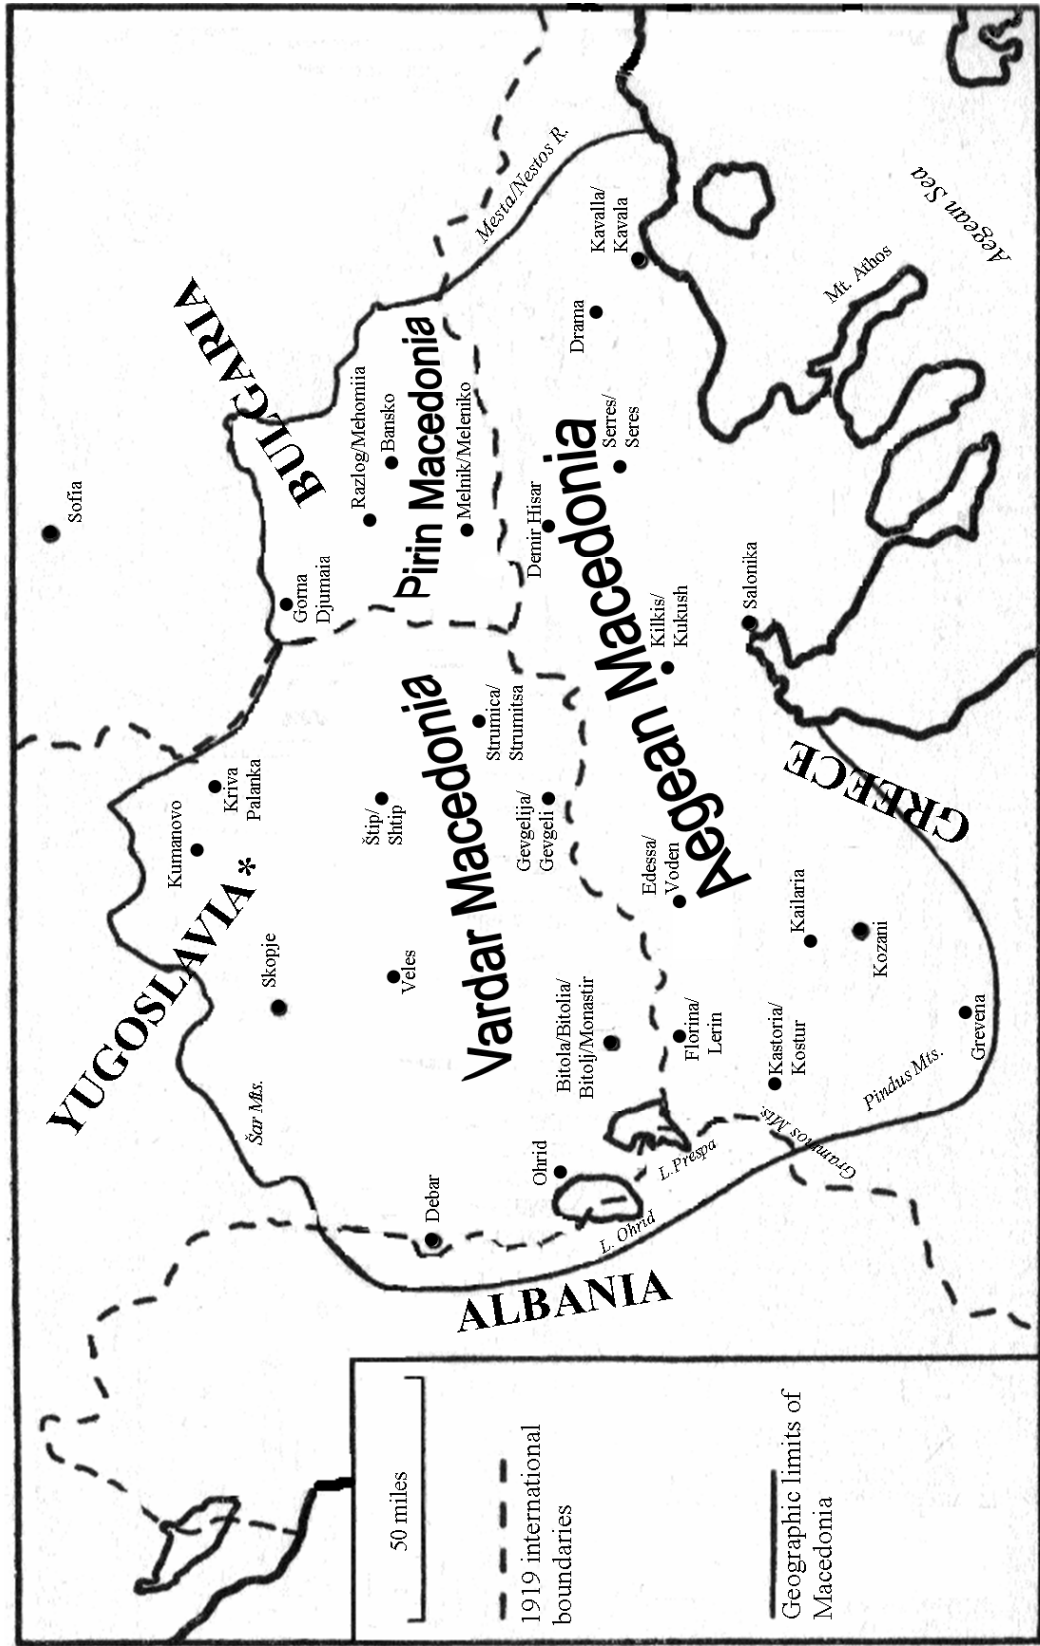 Sofia
BULGARIA
YUGOSLAVIA *
Kumanovo
Kriva
Palanka
Gorna
Djumaia
Razlog/Mehomiia
Bansko
Pirin Macedonia
Melnik/Meleniko
Mesta/Nestos R.
Šar Mts.
Skopje
Veles
Štip/
Shtip
Vardar Macedonia
Strumica/
Strumitsa
Gevgelija/
Gevgeli
Debar
Ohrid
Bitola/Bitolia/
Bitolj/Monastir
L. Ohrid
L. Prespa
ALBANIA
Demir Hisar
Drama
Kavalla/
Kavala
Serres/
Seres
Aegean Macedonia
Kilkis/
Kukush
Edessa/
Voden
Florina/
Lerin
Salonika
Kastoria/
Kostur
Kailaria
Kozani
Grevena
Grammos Mts.
Pindus Mts.
GREECE
Mt. Athos
Aegean Sea
50 miles
1919 international
boundaries
Geographic limits of
Macedonia